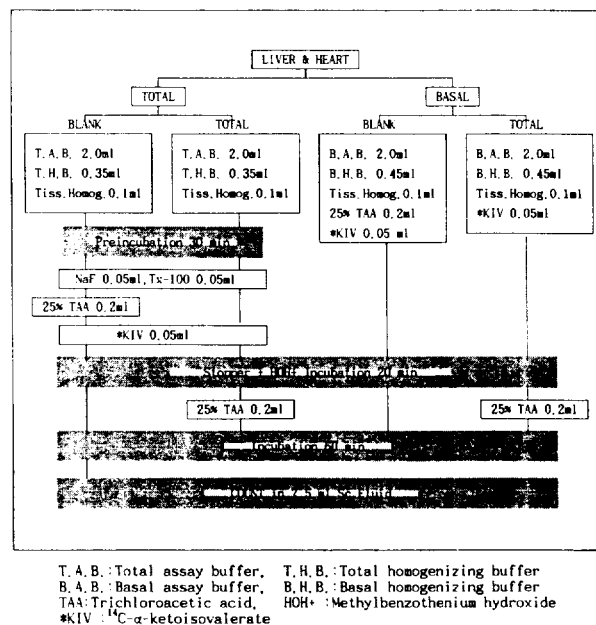 LIVER & HEART
TOTAL
BASAL
BLANK
TOTAL
BLANK
TOTAL
T. A. B. 2.0ml
T. H. B. 0.35ml
Tiss. Homog. 0.1ml
T. A. B. 2.0ml
T. H. B. 0.35ml
Tiss. Homog. 0.1ml
B. A. B. 2.0ml
B. H. B. 0.45ml
Tiss. Homog. 0.1ml
25% TAA 0.2ml
*KIV 0.05 ml
B. A. B. 2.0ml
B. H. B. 0.45ml
Tiss. Homog. 0.1ml
*KIV 0.05ml
Preincubation 30 min
NaF 0.05ml, Tx-100 0.05ml
25% TAA 0.2ml
*KIV 0.05ml
Incubation 20 min
25% TAA 0.2ml
25% TAA 0.2ml
Incubation min
T. A. B. :Total assay buffer, T. H. B. :Total homogenizing buffer
B. A. B. :Basal assay buffer, B. H. B. :Basal homogenizing buffer
TAA:Trichloroacetic acid, HOH+ :Methylbenzothenium hydroxide
*KIV :¹⁴C-α-ketoisovalerate